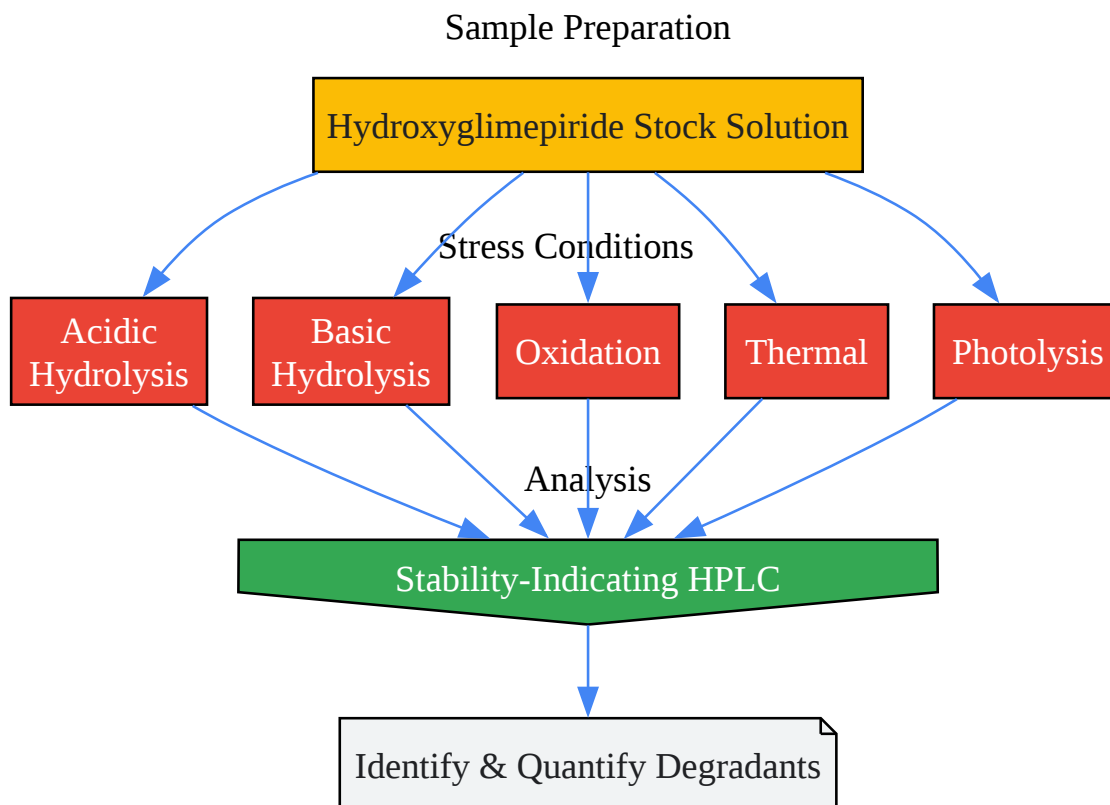 Sample Preparation
Hydroxyglimepiride Stock Solution
Stress Conditions
Acidic
Hydrolysis
Basic
Hydrolysis
Oxidation
Thermal
Photolysis
Analysis
Stability-Indicating HPLC
Identify & Quantify Degradants